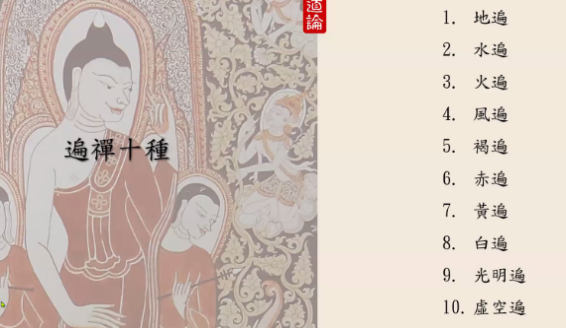 道論
遍禪十種
1. 地遍
2. 水遍
3. 火遍
4. 風遍
5. 褐遍
6. 赤遍
7. 黃遍
8. 白遍
9. 光明遍
10. 虛空遍